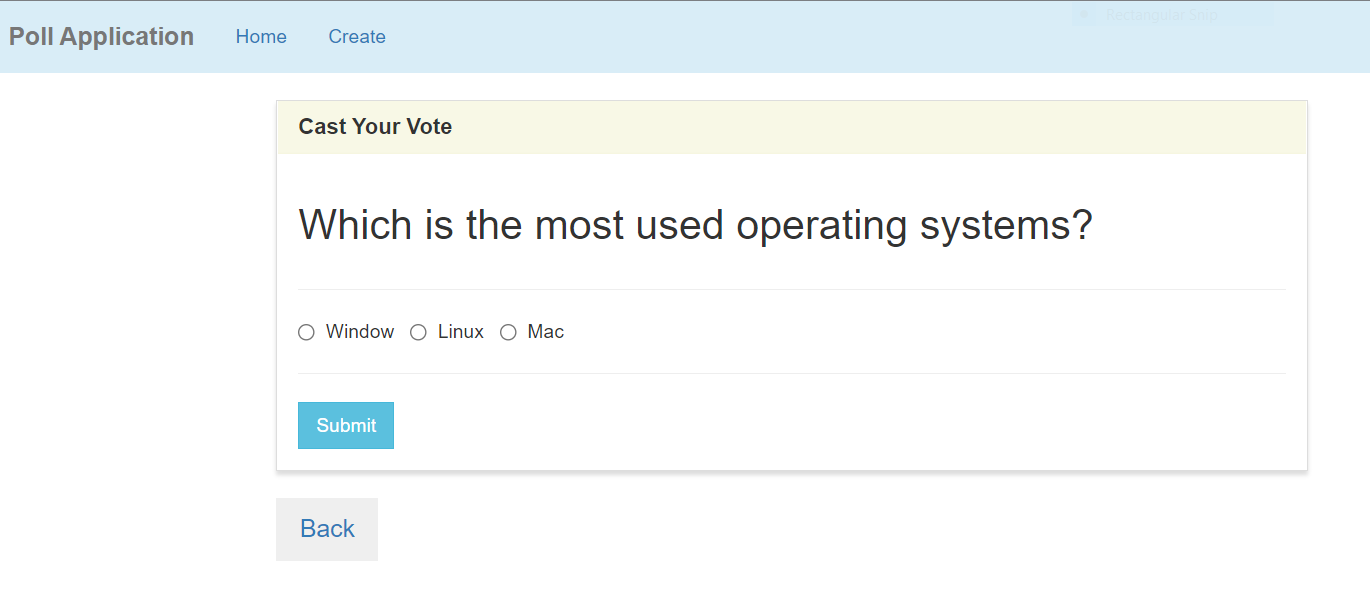 Rectangular Snip
Poll Application Home Create
Cast Your Vote
Which is the most used operating systems?
Window Linux Mac
Submit
Back